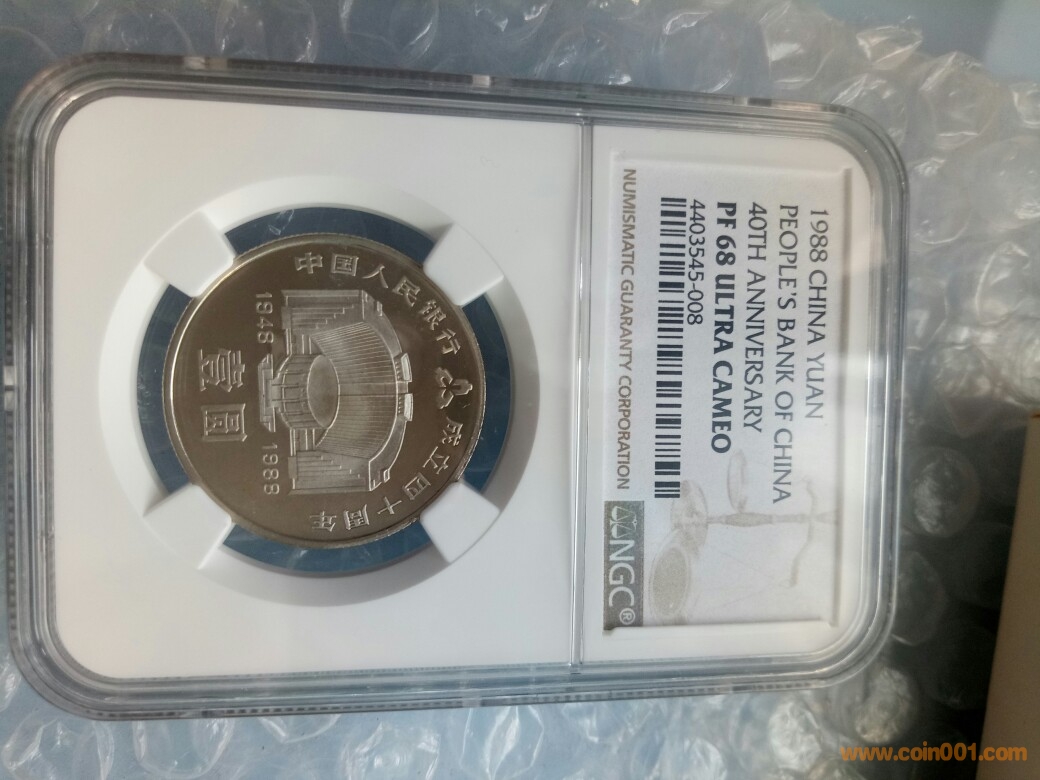 1988 CHINA YUAN
PEOPLE'S BANK OF CHINA
40TH ANNIVERSARY
PF 68 ULTRA CAMEO
4403545-008
NUMISMATIC GUARANTY CORPORATION
NGC®
中国人民银行 成立四十周年
1948 1988
壹圆
www.coin001.com